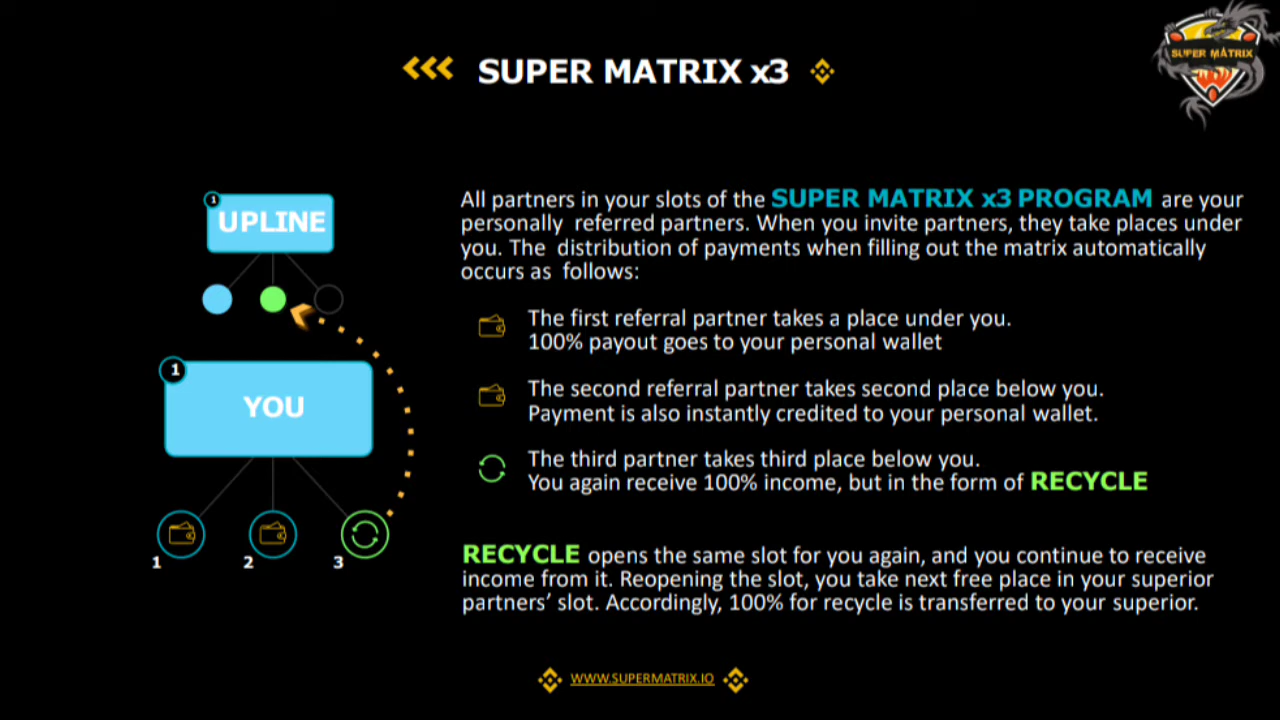 SUPER MATRIX x3
SUPER MATRIX
1
UPLINE
1
YOU
1
2
3
All partners in your slots of the SUPER MATRIX x3 PROGRAM are your
personally referred partners. When you invite partners, they take places under
you. The distribution of payments when filling out the matrix automatically
occurs as follows:
The first referral partner takes a place under you.
100% payout goes to your personal wallet
The second referral partner takes second place below you.
Payment is also instantly credited to your personal wallet.
The third partner takes third place below you.
You again receive 100% income, but in the form of RECYCLE
RECYCLE opens the same slot for you again, and you continue to receive
income from it. Reopening the slot, you take next free place in your superior
partners’ slot. Accordingly, 100% for recycle is transferred to your superior.
WWW.SUPERMATRIX.IO